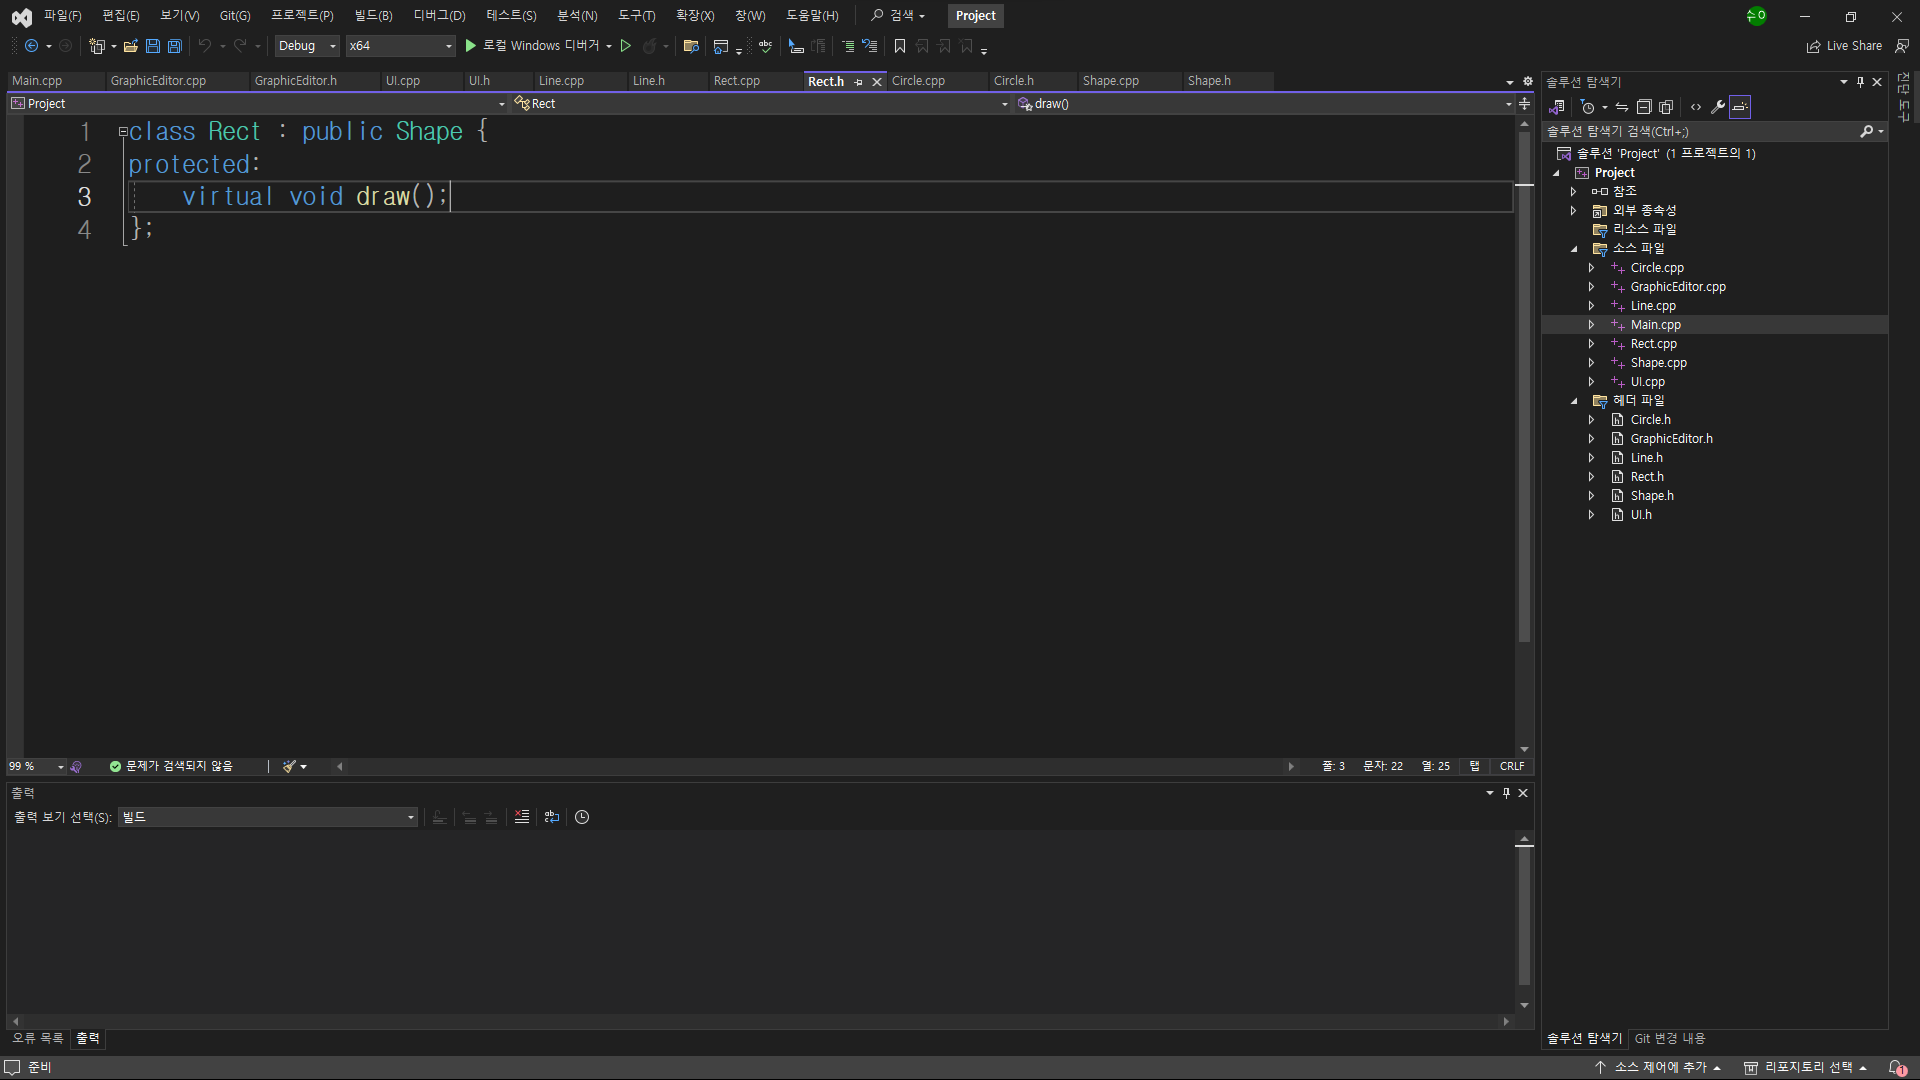 파일(F) 편집(E) 보기(V) Git(G) 프로젝트(P) 빌드(B) 디버그(D) 테스트(S) 분석(N) 도구(T) 확장(X) 창(W) 도움말(H) 검색 Project 순이
Debug x64 로컬 Windows 디버거 Live Share
Main.cpp GraphicEditor.cpp GraphicEditor.h UI.cpp UI.h Line.cpp Line.h Rect.cpp Rect.h Circle.cpp Circle.h Shape.cpp Shape.h
Project Rect draw()
1 class Rect : public Shape {
2 protected:
3 virtual void draw();
4 };
99 % 문제가 검색되지 않음 줄: 3 문자: 22 열: 25 탭 CRLF
출력
출력 보기 선택(S): 빌드
오류 목록 출력
솔루션 탐색기
솔루션 탐색기 검색(Ctrl+;)
솔루션 'Project' (1 프로젝트의 1)
Project
참조
외부 종속성
리소스 파일
소스 파일
Circle.cpp
GraphicEditor.cpp
Line.cpp
Main.cpp
Rect.cpp
Shape.cpp
UI.cpp
헤더 파일
Circle.h
GraphicEditor.h
Line.h
Rect.h
Shape.h
UI.h
솔루션 탐색기 Git 변경 내용
진단 도구
준비 소스 제어에 추가 리포지토리 선택 1